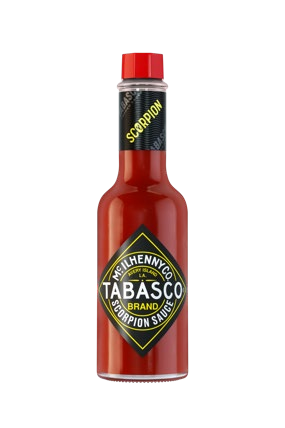 SCORPION
McILHENNY CO.
AVERY ISLAND
LA.
TABASCO
BRAND
SCORPION SAUCE